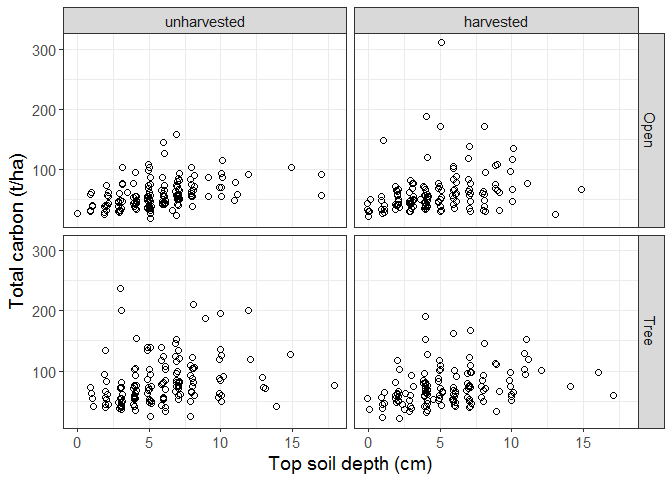 unharvested harvested
Total carbon (t/ha)
300
200
100
Open
300
200
100
Tree
0 5 10 15 0 5 10 15
Top soil depth (cm)